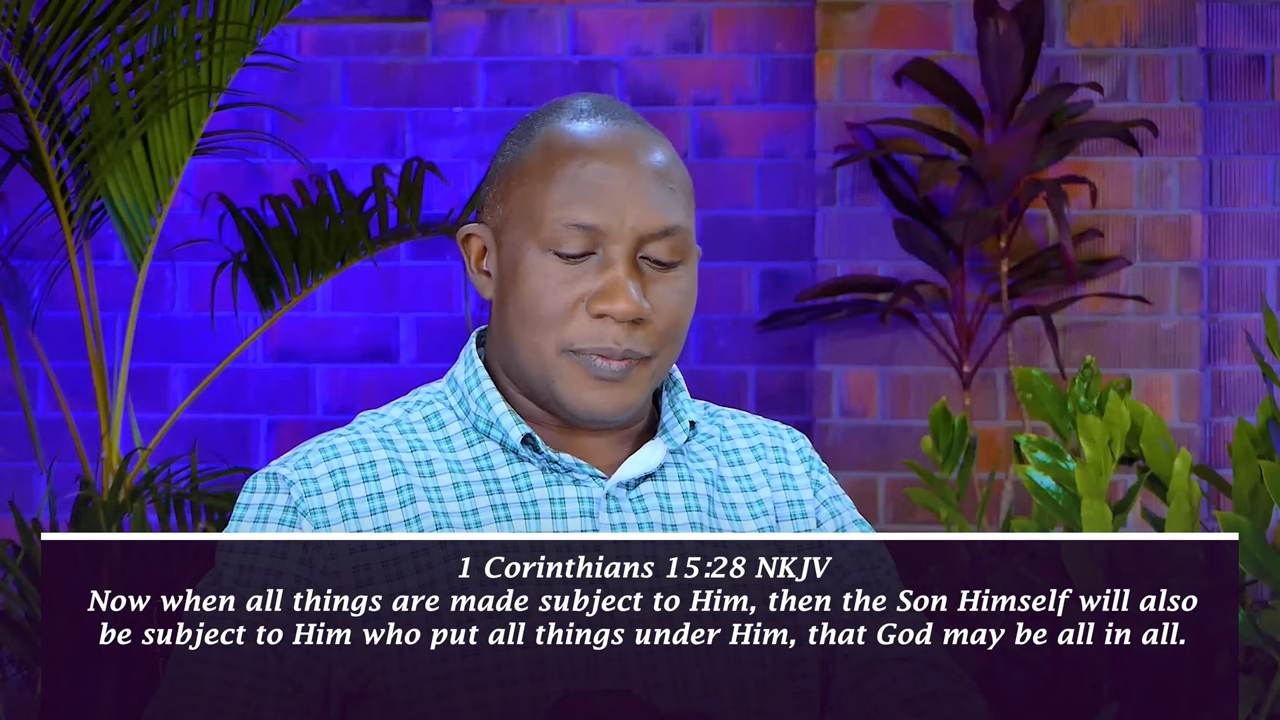 1 Corinthians 15:28 NKJV
Now when all things are made subject to Him, then the Son Himself will also
be subject to Him who put all things under Him, that God may be all in all.